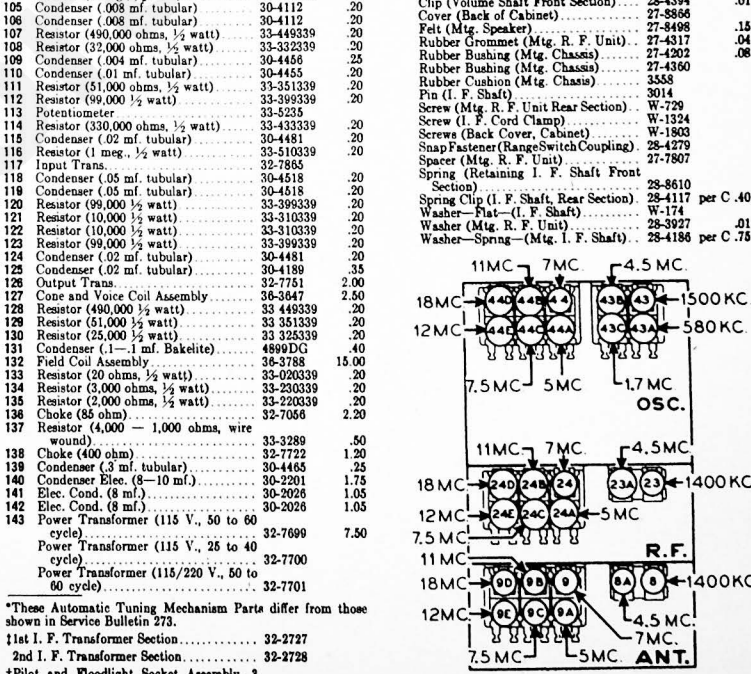 105 Condenser (.008 mf. tubular) 30-4112 .20
106 Condenser (.008 mf. tubular) 30-4112 .20
107 Resistor (490,000 ohms, ½ watt) 33-449339 .20
108 Resistor (32,000 ohms, ½ watt) 33-332339 .20
109 Condenser (.004 mf. tubular) 30-4456 .25
110 Condenser (.01 mf. tubular) 30-4455 .20
111 Resistor (51,000 ohms, ½ watt) 33-351339 .20
112 Resistor (99,000 ½ watt) 33-399339 .20
113 Potentiometer 33-5235
114 Resistor (330,000 ohms, ½ watt) 33-433339 .20
115 Condenser (.02 mf. tubular) 30-4481 .20
116 Resistor (1 meg., ½ watt) 33-510339 .20
117 Input Trans. 32-7865
118 Condenser (.05 mf. tubular) 30-4518 .20
119 Condenser (.05 mf. tubular) 30-4518 .20
120 Resistor (99,000 ½ watt) 33-399339 .20
121 Resistor (10,000 ½ watt) 33-310339 .20
122 Resistor (10,000 ½ watt) 33-310339 .20
123 Resistor (99,000 ½ watt) 33-399339 .20
124 Condenser (.02 mf. tubular) 30-4481 .20
125 Condenser (.02 mf. tubular) 30-4189 .35
126 Output Trans. 32-7751 2.00
127 Cone and Voice Coil Assembly 36-3647 2.50
128 Resistor (490,000 ½ watt) 33 449339 .20
129 Resistor (51,000 ½ watt) 33 351339 .20
130 Resistor (25,000 ½ watt) 33 325339 .20
131 Condenser (.1—.1 mf. Bakelite) 4899DG .40
132 Field Coil Assembly 36-3788 15.00
133 Resistor (20 ohms, ½ watt) 33-020339 .20
134 Resistor (3,000 ohms, ½ watt) 33-230339 .20
135 Resistor (2,000 ohms, ½ watt) 33-220339 .20
136 Choke (85 ohm) 32-7056 2.20
137 Resistor (4,000 — 1,000 ohms, wire
wound) 33-3289 .50
138 Choke (400 ohm) 32-7722 1.20
139 Condenser (.3 mf. tubular) 30-4465 .25
140 Condenser Elec. (8—10 mf.) 30-2201 1.75
141 Elec. Cond. (8 mf.) 30-2026 1.05
142 Elec. Cond. (8 mf.) 30-2026 1.05
143 Power Transformer (115 V., 50 to 60
cycle) 32-7699 7.50
Power Transformer (115 V., 25 to 40
cycle) 32-7700
Power Transformer (115/220 V., 50 to
60 cycle) 32-7701
*These Automatic Tuning Mechanism Parts differ from those
shown in Service Bulletin 273.
‡1st I. F. Transformer Section 32-2727
2nd I. F. Transformer Section 32-2728
‡Pilot and Floodlight Socket Assembly, 3
Clip (Volume Shaft Front Section) 28-4394 .01
Cover (Back of Cabinet) 27-8866
Felt (Mtg. Speaker) 27-8498 .15
Rubber Grommet (Mtg. R. F. Unit) 27-4317 .04
Rubber Bushing (Mtg. Chassis) 27-4202 .08
Rubber Bushing (Mtg. Chassis) 27-4360
Rubber Cushion (Mtg. Chasis) 3558
Pin (I. F. Shaft) 3014
Screw (Mtg. R. F. Unit Rear Section) W-729
Screw (I. F. Cord Clamp) W-1324
Screws (Back Cover, Cabinet) W-1803
Snap Fastener (Range Switch Coupling) 28-4279
Spacer (Mtg. R. F. Unit) 27-7807
Spring (Retaining I. F. Shaft Front
Section) 28-8610
Spring Clip (I. F. Shaft, Rear Section) 28-4117 per C .40
Washer—Flat—(I. F. Shaft) W-174
Washer (Mtg. R. F. Unit) 28-3927 .01
Washer—Spring—(Mtg. I. F. Shaft) 28-4186 per C .75
11MC 7MC. 4.5 MC.
18MC 44D 44B 44 43B 43 1500 KC
12MC 44E 44C 44A 43C 43A 580 KC.
7.5 MC 5MC 1.7 MC
OSC.
11MC 7MC. 4.5MC
18MC 24D 24B 24 23A 23 1400 KC
12MC 24E 24C 24A 5MC
7.5 MC
R.F.
11 MC
18MC 9D 9B 9 8A 8 1400KC
12MC 9E 9C 9A 4.5 MC.
7MC.
7.5 MC 5MC. ANT.